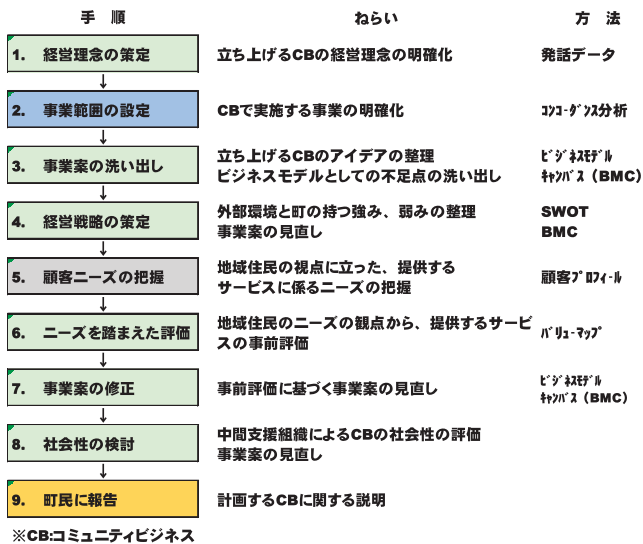 手　順　ねらい　方　法
1.　経営理念の策定　立ち上げるCBの経営理念の明確化　発話データ
↓
2.　事業範囲の設定　CBで実施する事業の明確化　ｺﾝｺｰﾀﾞﾝｽ分析
↓
3.　事業案の洗い出し　立ち上げるCBのアイデアの整理　ﾋﾞｼﾞﾈｽﾓﾃﾞﾙ
ビジネスモデルとしての不足点の洗い出し　ｷｬﾝﾊﾞｽ（BMC）
↓
4.　経営戦略の策定　外部環境と町の持つ強み、弱みの整理　SWOT
事業案の見直し　BMC
↓
5.　顧客ニーズの把握　地域住民の視点に立った、提供する
サービスに係るニーズの把握　顧客ﾌﾟﾛﾌｨｰﾙ
↓
6.　ニーズを踏まえた評価　地域住民のニーズの観点から、提供するサービ
スの事前評価　ﾊﾞﾘｭｰﾏｯﾌﾟ
↓
7.　事業案の修正　事前評価に基づく事業案の見直し　ﾋﾞｼﾞﾈｽﾓﾃﾞﾙ
ｷｬﾝﾊﾞｽ（BMC）
↓
8.　社会性の検討　中間支援組織によるCBの社会性の評価
事業案の見直し
↓
9.　町民に報告　計画するCBに関する説明
※CB:コミュニティビジネス